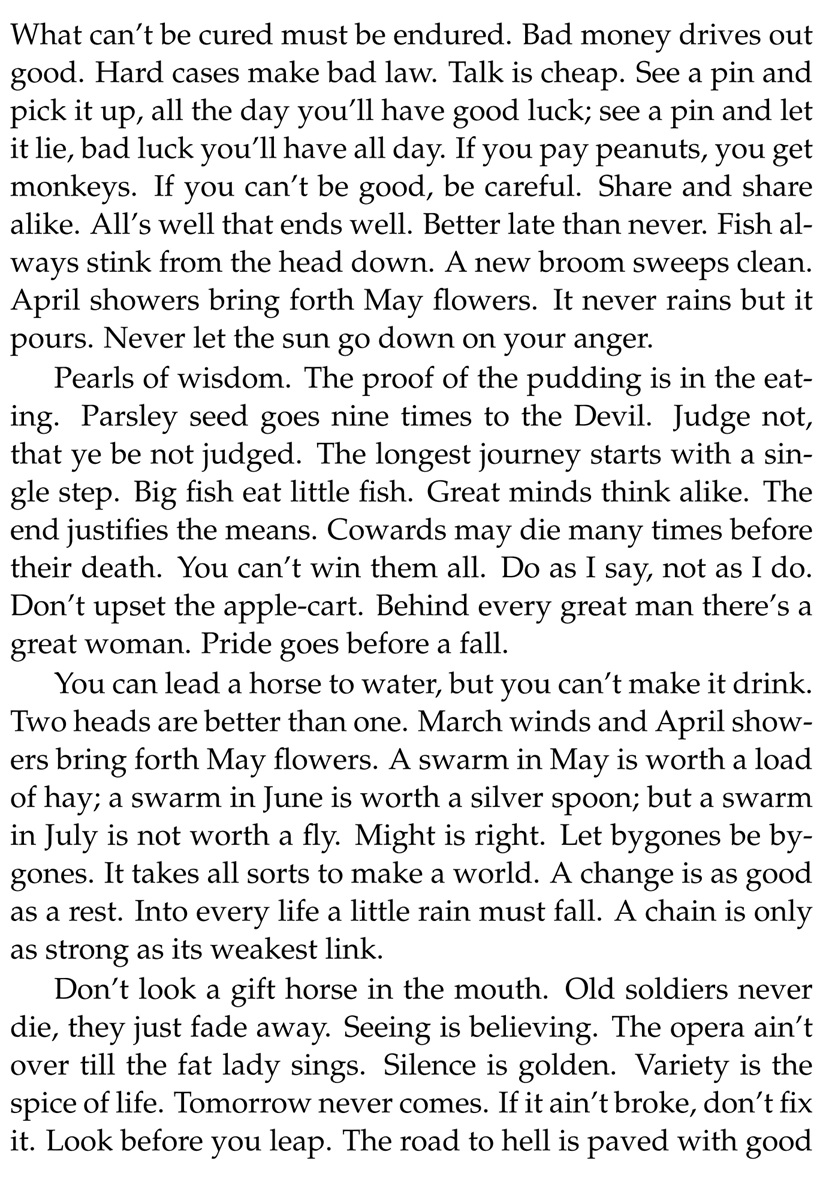 What can’t be cured must be endured. Bad money drives out
good. Hard cases make bad law. Talk is cheap. See a pin and
pick it up, all the day you’ll have good luck; see a pin and let
it lie, bad luck you’ll have all day. If you pay peanuts, you get
monkeys. If you can’t be good, be careful. Share and share
alike. All’s well that ends well. Better late than never. Fish al-
ways stink from the head down. A new broom sweeps clean.
April showers bring forth May flowers. It never rains but it
pours. Never let the sun go down on your anger.
Pearls of wisdom. The proof of the pudding is in the eat-
ing. Parsley seed goes nine times to the Devil. Judge not,
that ye be not judged. The longest journey starts with a sin-
gle step. Big fish eat little fish. Great minds think alike. The
end justifies the means. Cowards may die many times before
their death. You can’t win them all. Do as I say, not as I do.
Don’t upset the apple-cart. Behind every great man there’s a
great woman. Pride goes before a fall.
You can lead a horse to water, but you can’t make it drink.
Two heads are better than one. March winds and April show-
ers bring forth May flowers. A swarm in May is worth a load
of hay; a swarm in June is worth a silver spoon; but a swarm
in July is not worth a fly. Might is right. Let bygones be by-
gones. It takes all sorts to make a world. A change is as good
as a rest. Into every life a little rain must fall. A chain is only
as strong as its weakest link.
Don’t look a gift horse in the mouth. Old soldiers never
die, they just fade away. Seeing is believing. The opera ain’t
over till the fat lady sings. Silence is golden. Variety is the
spice of life. Tomorrow never comes. If it ain’t broke, don’t fix
it. Look before you leap. The road to hell is paved with good